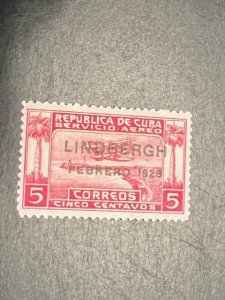 REPUBLICA DE CUBA
SERVICIO AEREO
LINDBERGH
FEBRERO 1928
5 CORREOS 5
CINCO CENTAVOS